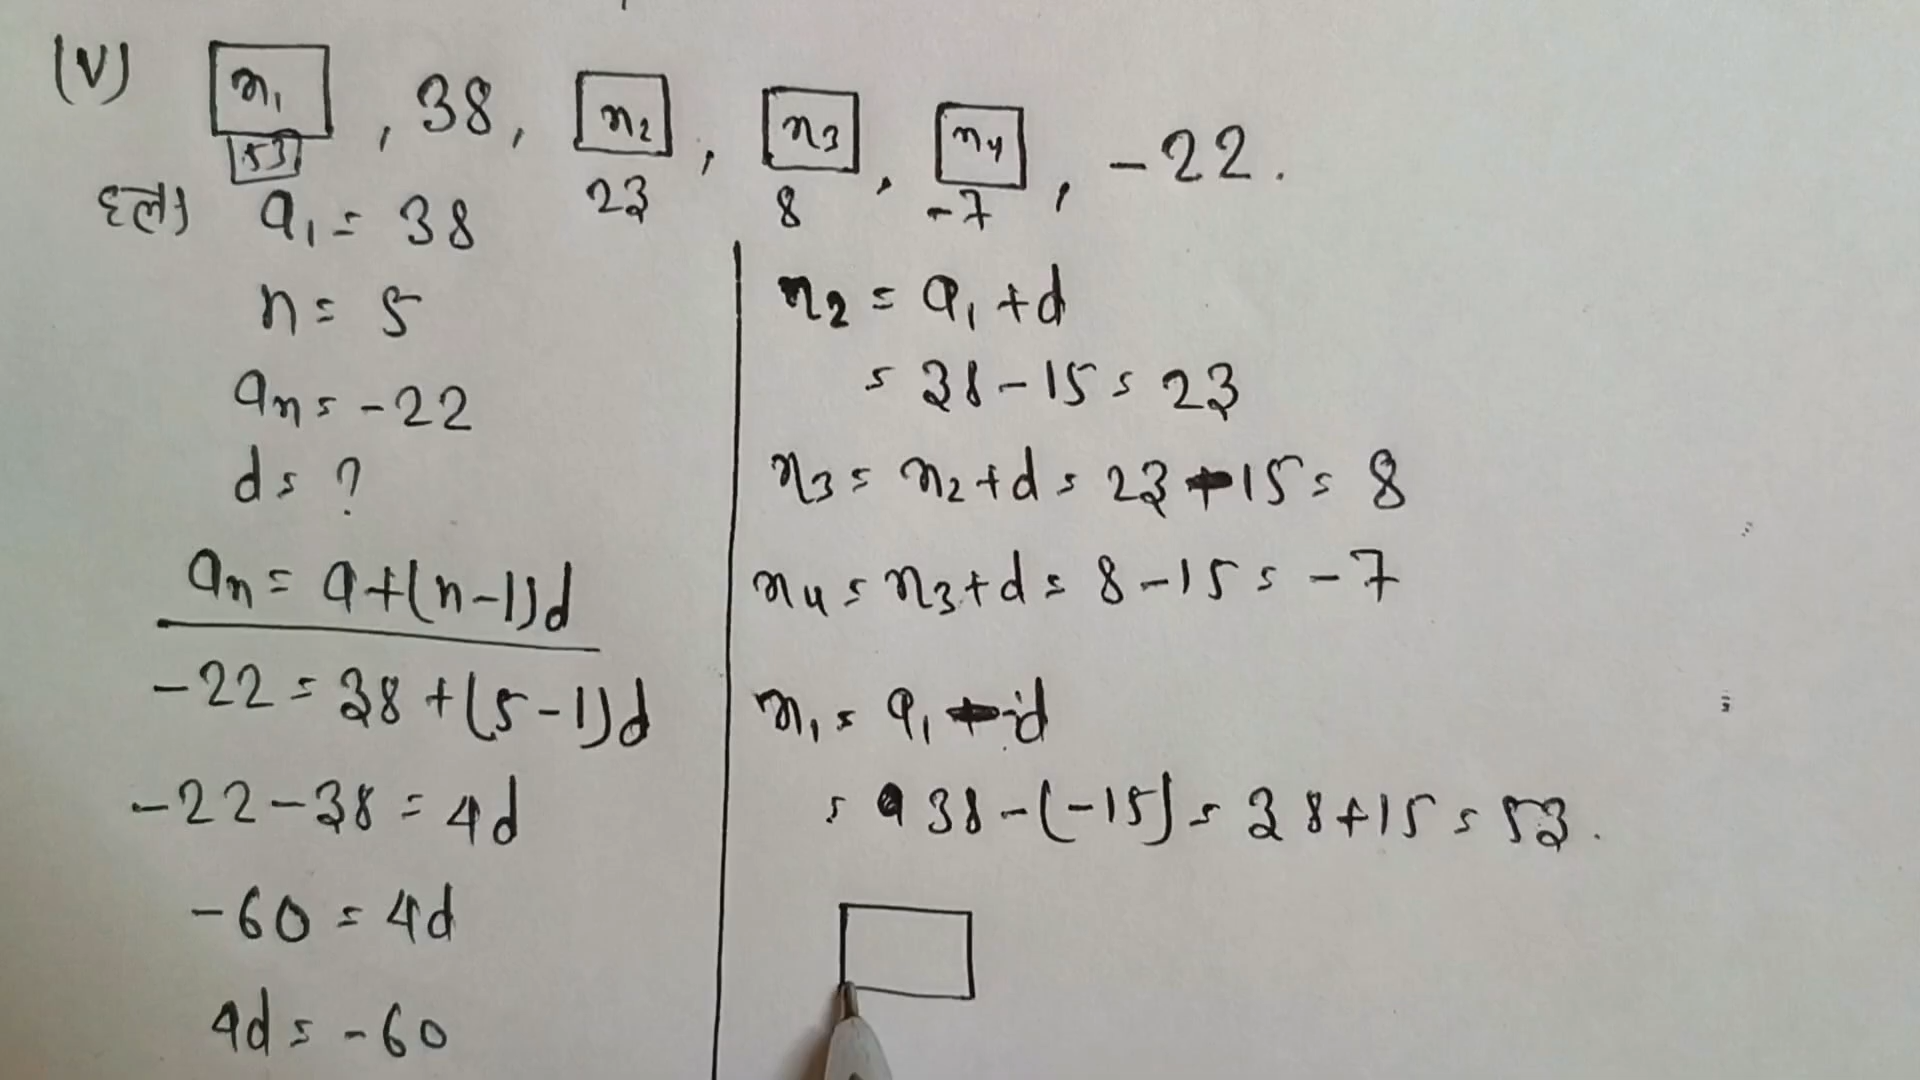 (V) x₁ , 38, x₂ , x₃ , x₄ , -22.
53 23 8 -7
हल) a₁ = 38
n = 5
aₙ = -22
d = ?
aₙ = a+(n-1)d
-22 = 38 +(5-1)d
-22-38 = 4d
-60 = 4d
4d = -60
x₂ = a₁ +d
= 38-15 = 23
x₃ = x₂+d = 23-15 = 8
x₄ = x₃+d = 8-15 = -7
x₁ = a₁ -d
= 38-(-15) = 38+15 = 53.